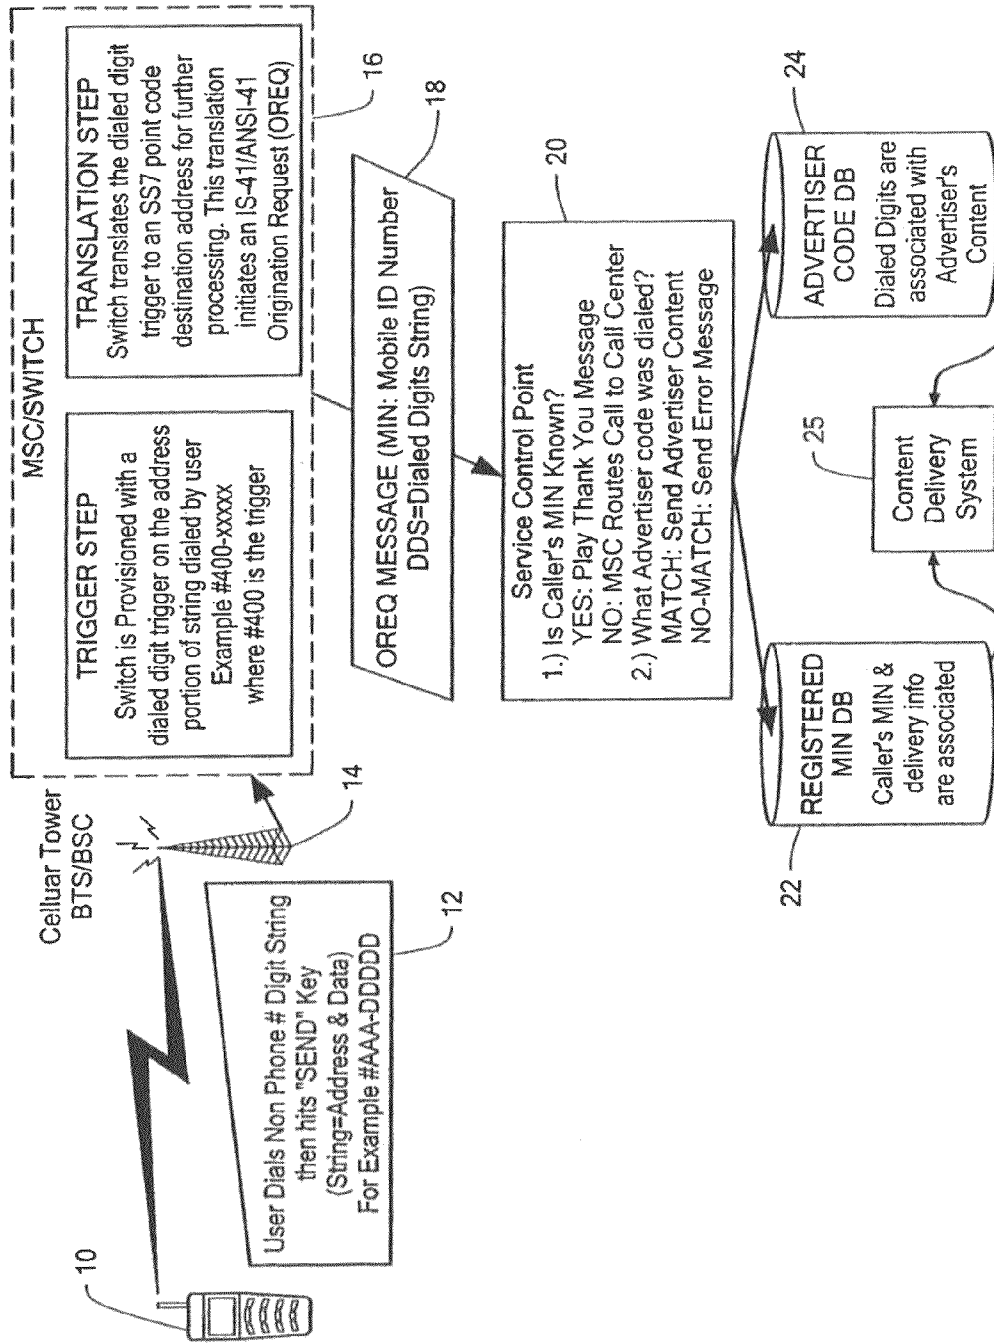 10
User Dials Non Phone # Digit String
then hits "SEND" Key
(String=Address & Data)
For Example #AAA-DDDDD
12
Celluar Tower
BTS/BSC
14
MSC/SWITCH
TRIGGER STEP
Switch is Provisioned with a
dialed digit trigger on the address
portion of string dialed by user
Example #400-xxxxx
where #400 is the trigger
TRANSLATION STEP
Switch translates the dialed digit
trigger to an SS7 point code
destination address for further
processing. This translation
initiates an IS-41/ANSI-41
Origination Request (OREQ)
16
OREQ MESSAGE (MIN: Mobile ID Number
DDS=Dialed Digits String)
18
Service Control Point
1.) Is Caller's MIN Known?
YES: Play Thank You Message
NO: MSC Routes Call to Call Center
2.) What Advertiser code was dialed?
MATCH: Send Advertiser Content
NO-MATCH: Send Error Message
20
22
REGISTERED
MIN DB
Caller's MIN &
delivery info
are associated
25
Content
Delivery
System
24
ADVERTISER
CODE DB
Dialed Digits are
associated with
Advertiser's
Content